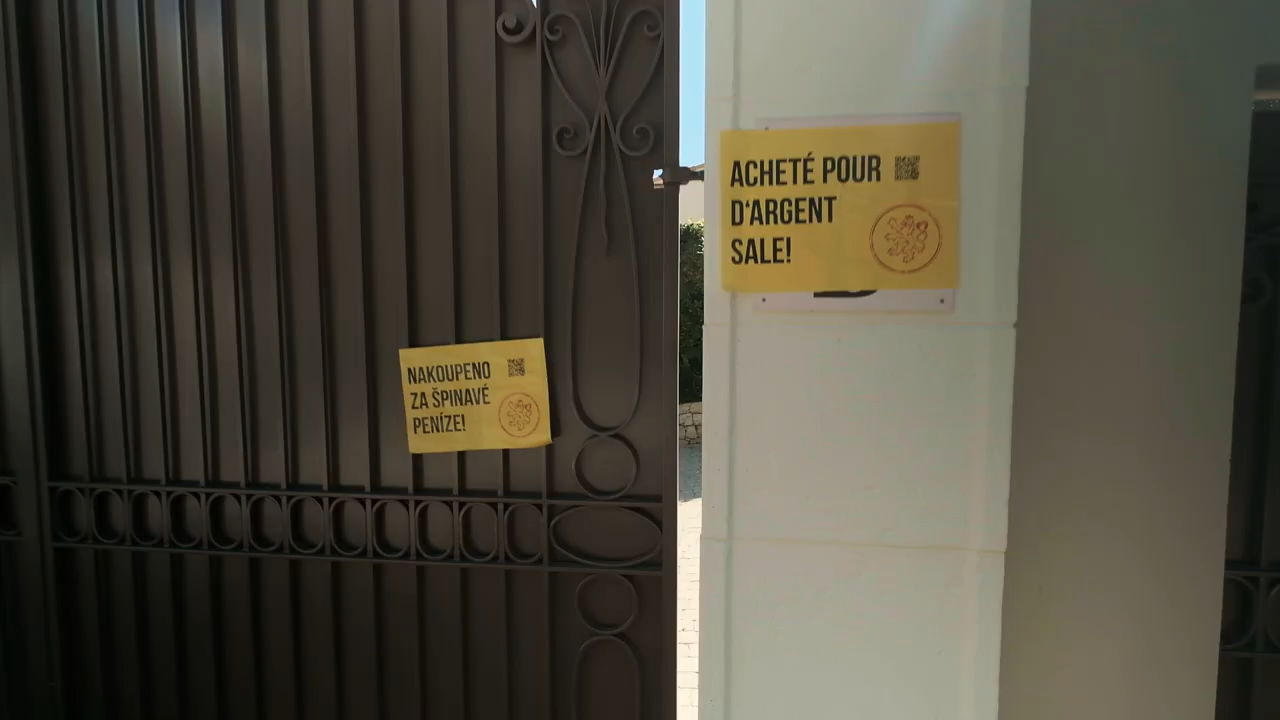 NAKOUPENO
ZA ŠPINAVÉ
PENÍZE!
ACHETÉ POUR
D'ARGENT
SALE!